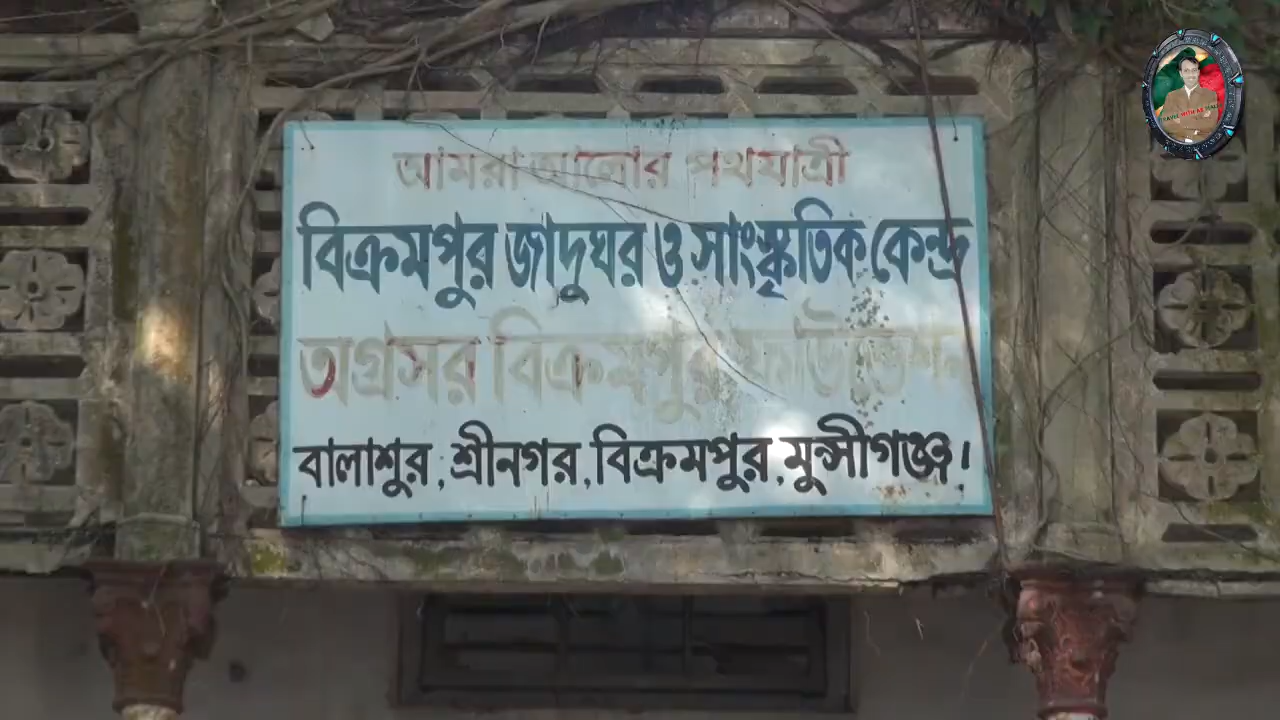 আমরা আলোর পথযাত্রী
বিক্রমপুর জাদুঘর ও সাংস্কৃতিক কেন্দ্র
অগ্রসর বিক্রমপুর ফাউন্ডেশন
বালাশুর, শ্রীনগর, বিক্রমপুর, মুন্সীগঞ্জ।